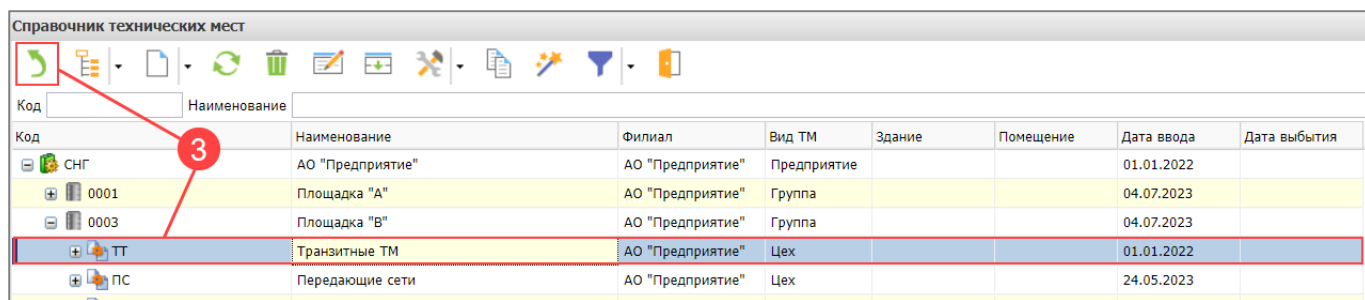 Справочник технических мест
Код Наименование
Код Наименование Филиал Вид ТМ Здание Помещение Дата ввода Дата выбытия
3
СНГ АО "Предприятие" АО "Предприятие" Предприятие 01.01.2022
0001 Площадка "А" АО "Предприятие" Группа 04.07.2023
0003 Площадка "В" АО "Предприятие" Группа 04.07.2023
ТТ Транзитные ТМ АО "Предприятие" Цех 01.01.2022
ПС Передающие сети АО "Предприятие" Цех 24.05.2023